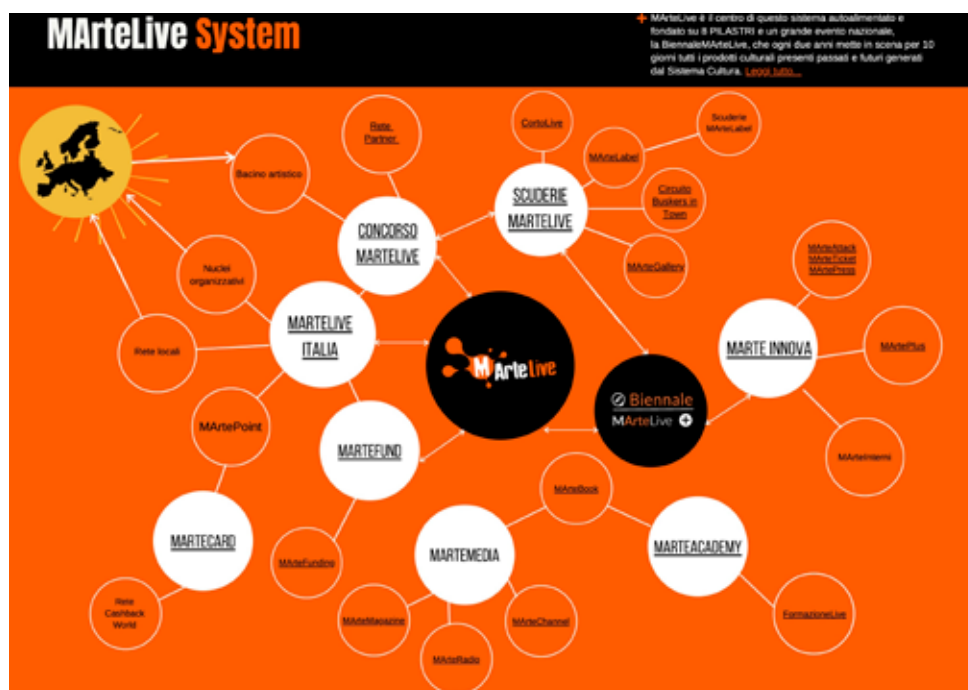 MArteLive System
+ MArteLive è il centro di questo sistema autoalimentato e
fondato su 8 PILASTRI e un grande evento nazionale,
la BiennaleMArteLive, che ogni due anni mette in scena per 10
giorni tutti i prodotti culturali presenti passati e futuri generati
dal Sistema Cultura. Leggi tutto...
Rete
Partner
CortoLive
Scuderie
MArteLabel
MArteLabel
Bacino artistico
SCUDERIE
MARTELIVE
Circuito
Buskers in
Town
CONCORSO
MARTELIVE
MArteGallery
MArteAttack
MArteTicket
MArtePress
Nuclei
organizzativi
MARTELIVE
ITALIA
MARTE INNOVA
MArtePlus
Rete locali
MArteLive
Biennale
MArteLive +
MArtePoint
MARTEFUND
MArteInterni
MArteBook
MARTECARD
MARTEMEDIA
MARTEACADEMY
MArteFunding
Rete
Cashback
World
MArteMagazine
MArteChannel
FormazioneLive
MArteRadio